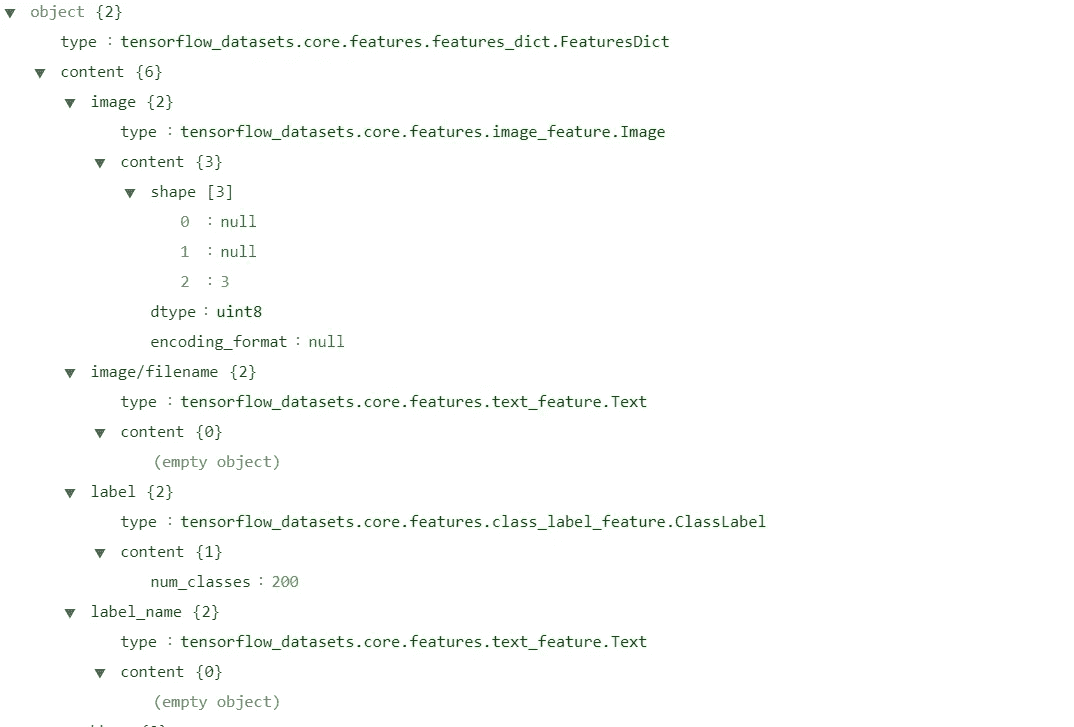 ▼ object {2}
type : tensorflow_datasets.core.features.features_dict.FeaturesDict
▼ content {6}
▼ image {2}
type : tensorflow_datasets.core.features.image_feature.Image
▼ content {3}
▼ shape [3]
0 : null
1 : null
2 : 3
dtype : uint8
encoding_format : null
▼ image/filename {2}
type : tensorflow_datasets.core.features.text_feature.Text
▼ content {0}
(empty object)
▼ label {2}
type : tensorflow_datasets.core.features.class_label_feature.ClassLabel
▼ content {1}
num_classes : 200
▼ label_name {2}
type : tensorflow_datasets.core.features.text_feature.Text
▼ content {0}
(empty object)